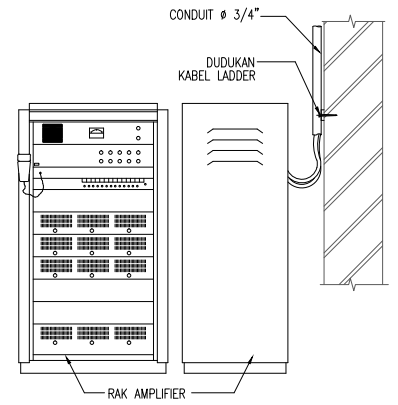 CONDUIT ø 3/4"
DUDUKAN
KABEL LADDER
RAK AMPLIFIER